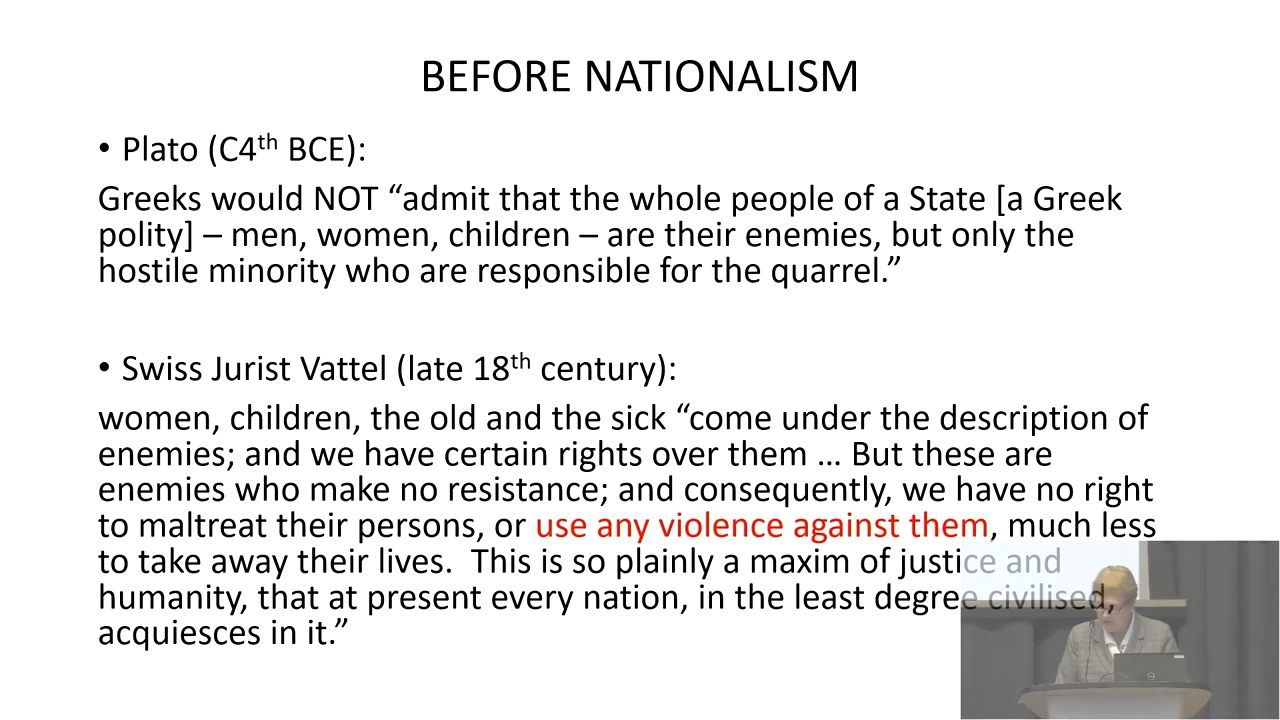 BEFORE NATIONALISM
• Plato (C4th BCE):
Greeks would NOT “admit that the whole people of a State [a Greek
polity] – men, women, children – are their enemies, but only the
hostile minority who are responsible for the quarrel.”
• Swiss Jurist Vattel (late 18th century):
women, children, the old and the sick “come under the description of
enemies; and we have certain rights over them … But these are
enemies who make no resistance; and consequently, we have no right
to maltreat their persons, or use any violence against them, much less
to take away their lives.  This is so plainly a maxim of justice and
humanity, that at present every nation, in the least degree civilised,
acquiesces in it.”